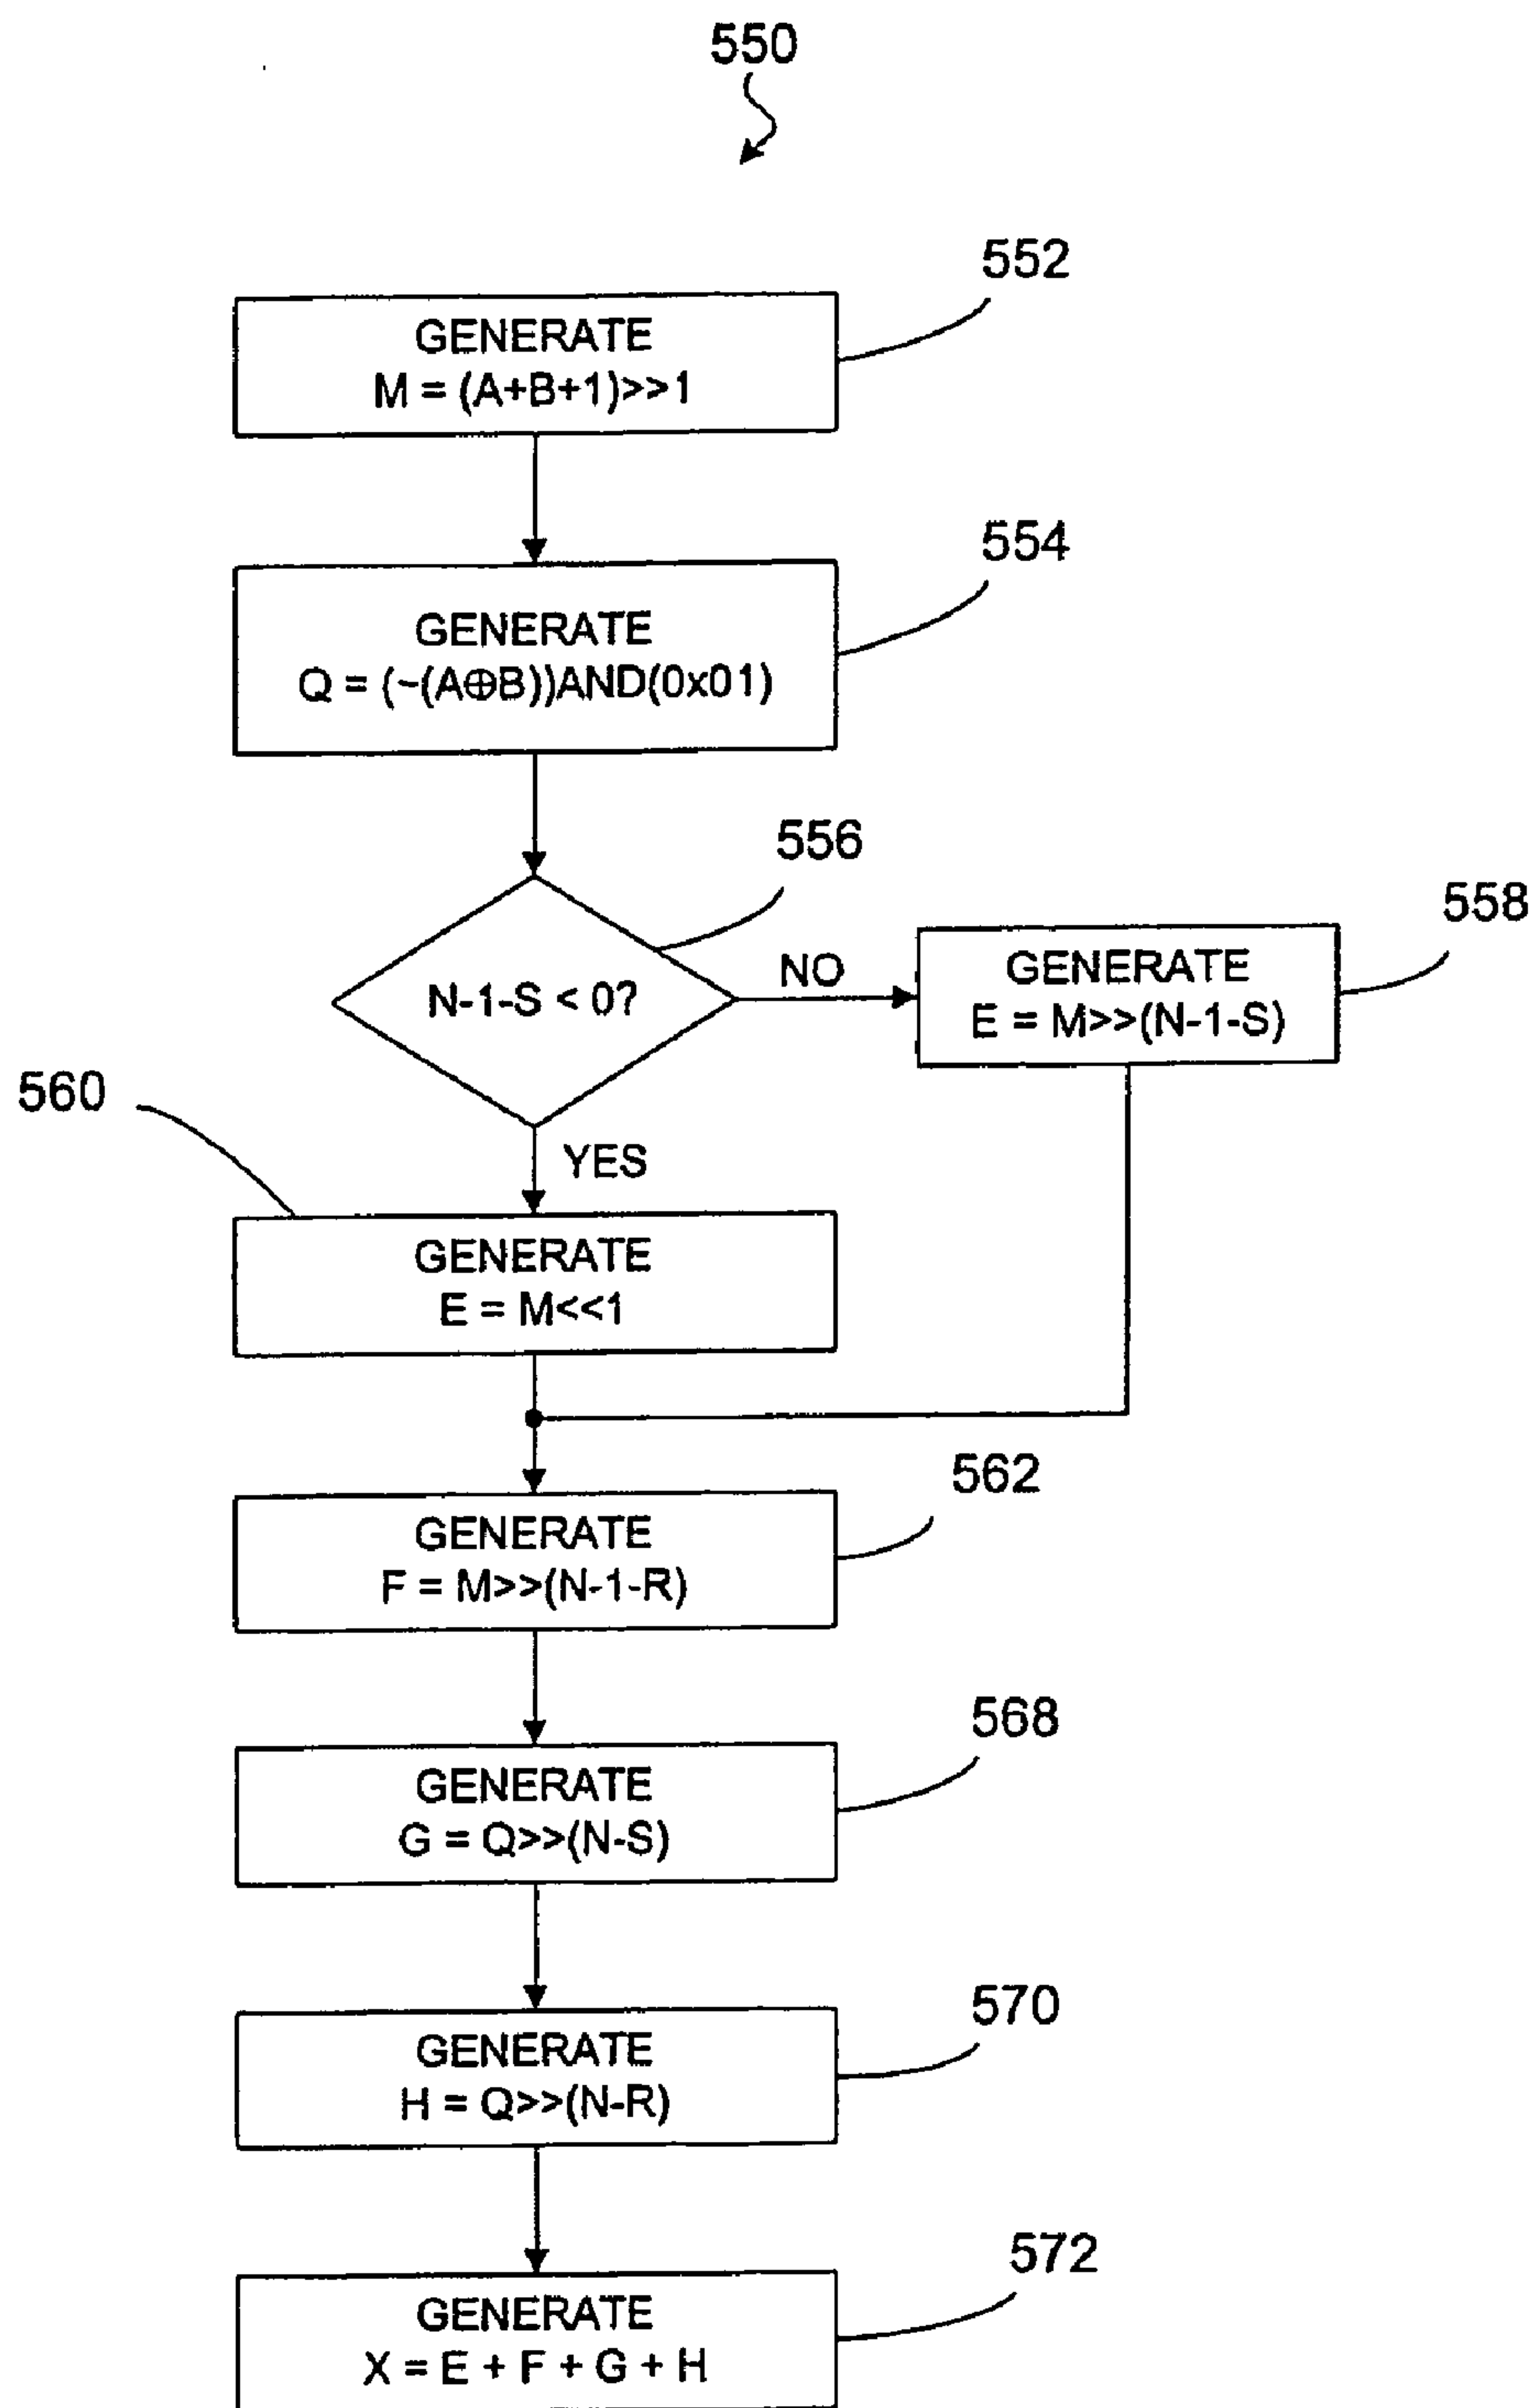 550
552
GENERATE
M = (A+B+1)>>1
554
GENERATE
Q = (~(A⊕B))AND(0x01)
556
N-1-S < 0?
NO
558
GENERATE
E = M>>(N-1-S)
560
YES
GENERATE
E = M<<1
562
GENERATE
F = M>>(N-1-R)
568
GENERATE
G = Q>>(N-S)
570
GENERATE
H = Q>>(N-R)
572
GENERATE
X = E + F + G + H